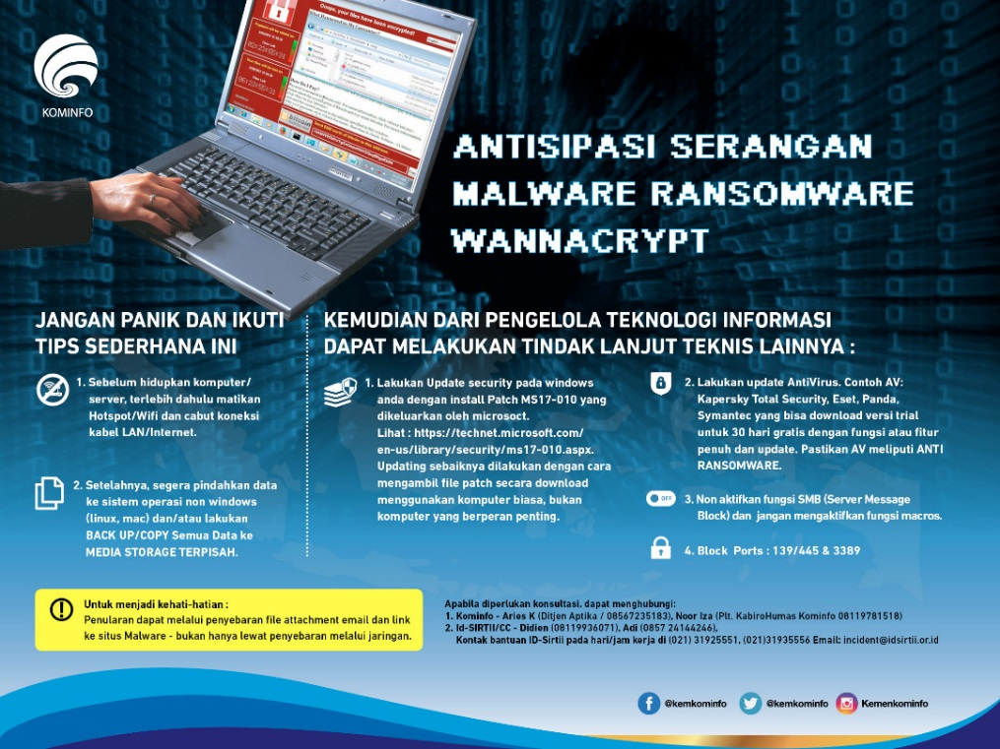 KOMINFO
Ooops, your files have been encrypted!
bitcoin
ANTISIPASI SERANGAN
MALWARE RANSOMWARE
WANNACRYPT
JANGAN PANIK DAN IKUTI
TIPS SEDERHANA INI
1. Sebelum hidupkan komputer/
server, terlebih dahulu matikan
Hotspot/Wifi dan cabut koneksi
kabel LAN/Internet.
2. Setelahnya, segera pindahkan data
ke sistem operasi non windows
(linux, mac) dan/atau lakukan
BACK UP/COPY Semua Data ke
MEDIA STORAGE TERPISAH.
KEMUDIAN DARI PENGELOLA TEKNOLOGI INFORMASI
DAPAT MELAKUKAN TINDAK LANJUT TEKNIS LAINNYA :
1. Lakukan Update security pada windows
anda dengan install Patch MS17-010 yang
dikeluarkan oleh microsoct.
Lihat : https://technet.microsoft.com/
en-us/library/security/ms17-010.aspx.
Updating sebaiknya dilakukan dengan cara
mengambil file patch secara download
menggunakan komputer biasa, bukan
komputer yang berperan penting.
2. Lakukan update AntiVirus. Contoh AV:
Kapersky Total Security, Eset, Panda,
Symantec yang bisa download versi trial
untuk 30 hari gratis dengan fungsi atau fitur
penuh dan update. Pastikan AV meliputi ANTI
RANSOMWARE.
OFF
3. Non aktifkan fungsi SMB (Server Message
Block) dan jangan mengaktifkan fungsi macros.
4. Block Ports : 139/445 & 3389
Untuk menjadi kehati-hatian :
Penularan dapat melalui penyebaran file attachment email dan link
ke situs Malware - bukan hanya lewat penyebaran melalui jaringan.
Apabila diperlukan konsultasi, dapat menghubungi:
1. Kominfo - Aries K (Ditjen Aptika / 08567235183), Noor Iza (Plt. KabiroHumas Kominfo 08119781518)
2. Id-SIRTII/CC - Didien (08119936071), Adi (0857 24144246),
Kontak bantuan ID-Sirtii pada hari/jam kerja di (021) 31925551, (021)31935556 Email: incident@idsirtii.or.id
@kemkominfo
@kemkominfo
Kemenkominfo